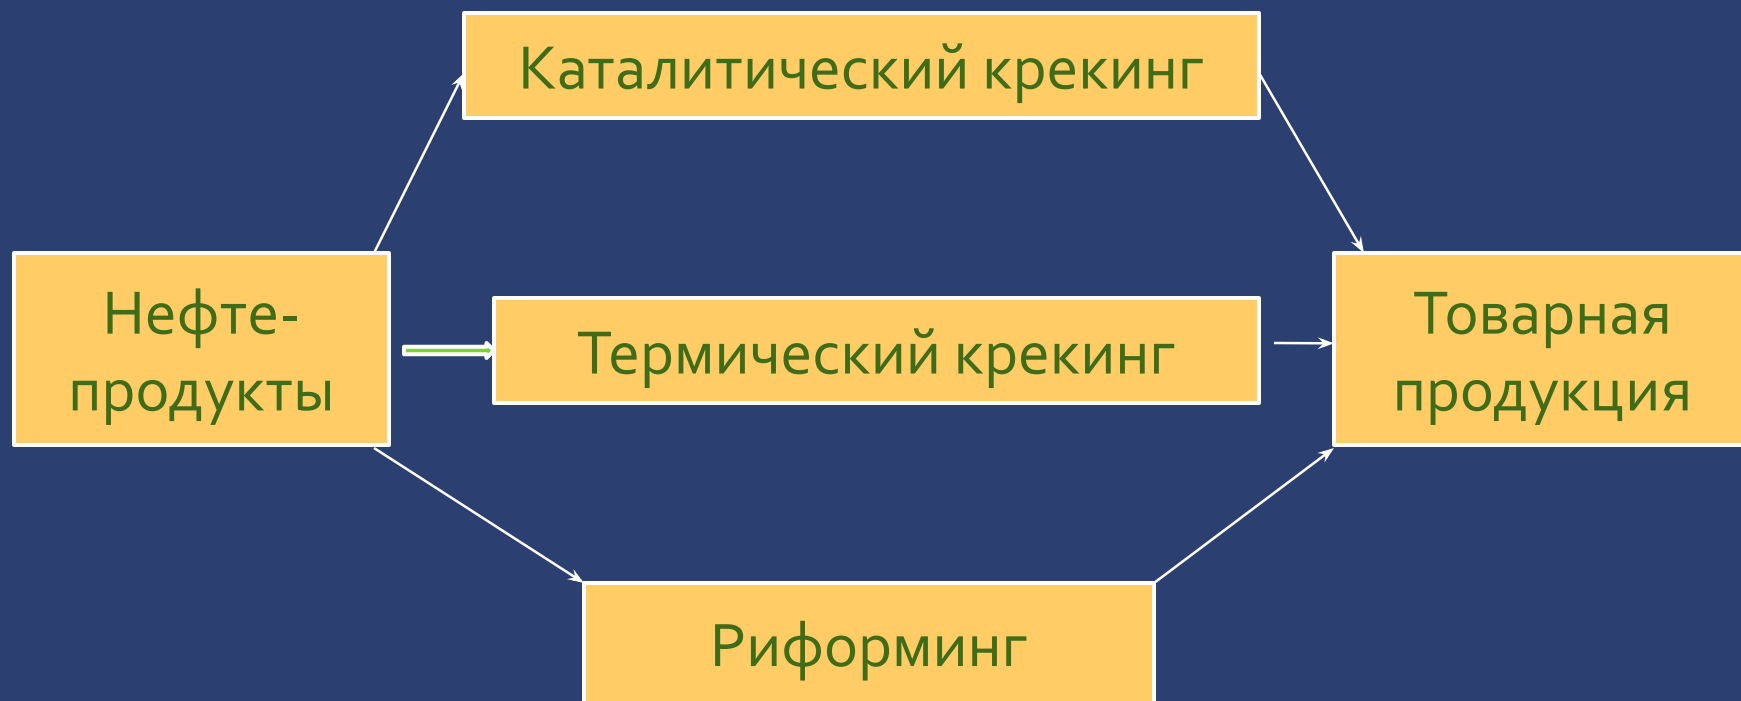 Каталитический крекинг
Нефте-
продукты
Термический крекинг
Товарная
продукция
Риформинг